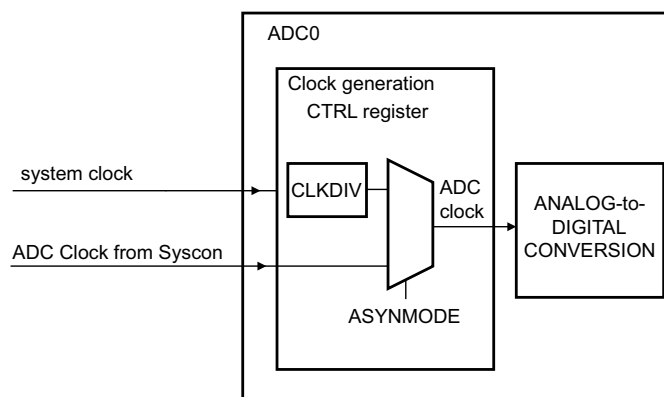 ADC0
Clock generation
CTRL register
system clock
CLKDIV
ADC
clock
ANALOG-to-
DIGITAL
CONVERSION
ADC Clock from Syscon
ASYNMODE